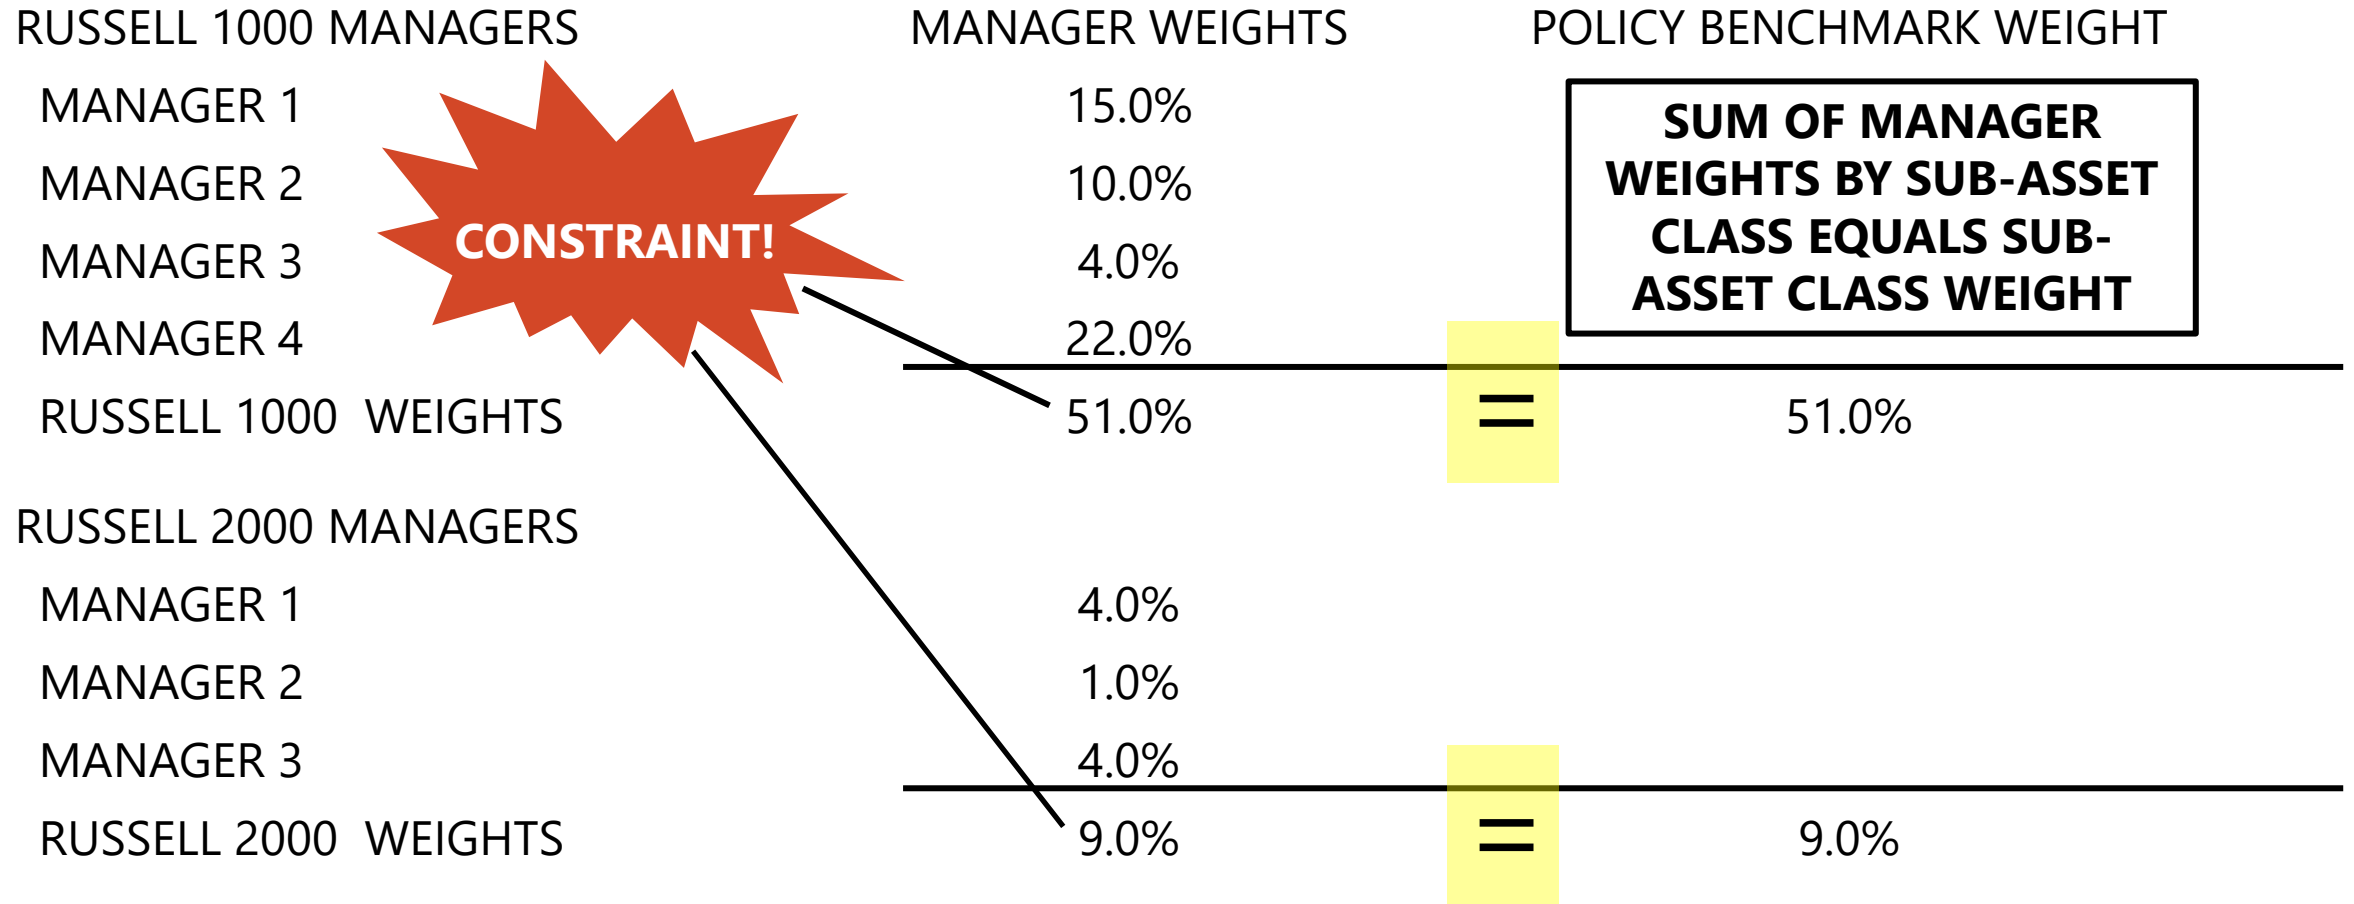 RUSSELL 1000 MANAGERS MANAGER WEIGHTS POLICY BENCHMARK WEIGHT
MANAGER 1 15.0%
MANAGER 2 10.0%
MANAGER 3 4.0%
MANAGER 4 22.0%
RUSSELL 1000 WEIGHTS 51.0% = 51.0%
CONSTRAINT!
SUM OF MANAGER
WEIGHTS BY SUB-ASSET
CLASS EQUALS SUB-
ASSET CLASS WEIGHT
RUSSELL 2000 MANAGERS
MANAGER 1 4.0%
MANAGER 2 1.0%
MANAGER 3 4.0%
RUSSELL 2000 WEIGHTS 9.0% = 9.0%